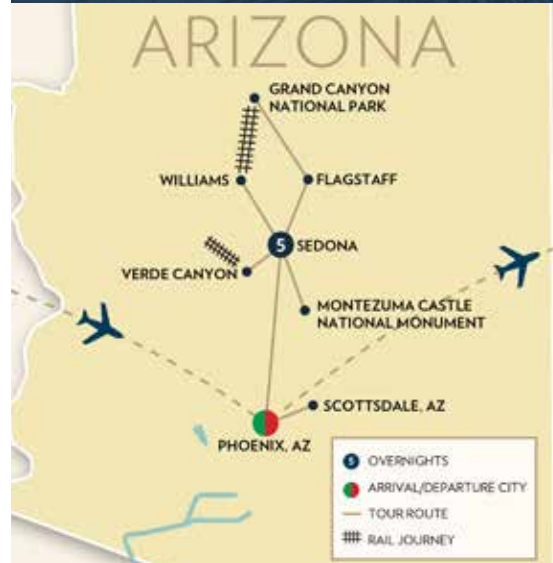 ARIZONA
GRAND CANYON
NATIONAL PARK
WILLIAMS
FLAGSTAFF
5 SEDONA
VERDE CANYON
MONTEZUMA CASTLE
NATIONAL MONUMENT
SCOTTSDALE, AZ
PHOENIX, AZ
5 OVERNIGHTS
ARRIVAL/DEPARTURE CITY
TOUR ROUTE
RAIL JOURNEY